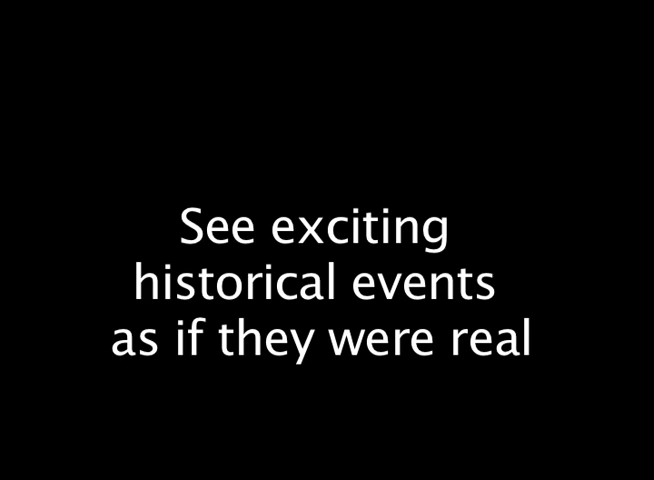 See exciting
historical events
as if they were real